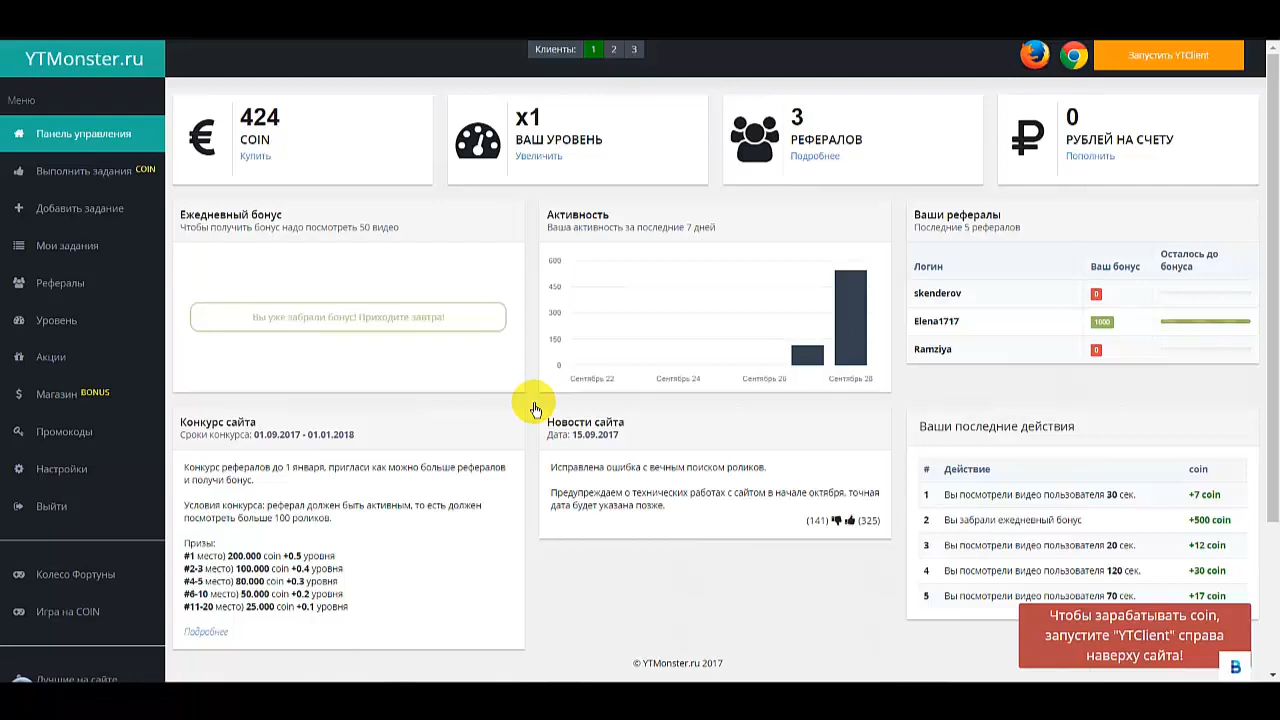 YTMonster.ru
Клиенты: 1 2 3
Запустить YTClient
Меню
Панель управления
Выполнить задания COIN
Добавить задание
Мои задания
Рефералы
Уровень
Акции
Магазин BONUS
Промокоды
Настройки
Выйти
Колесо Фортуны
Игра на COIN
Лучшие на сайте
424
COIN
Купить
x1
ВАШ УРОВЕНЬ
Увеличить
3
РЕФЕРАЛОВ
Подробнее
0
РУБЛЕЙ НА СЧЕТУ
Пополнить
Ежедневный бонус
Чтобы получить бонус надо посмотреть 50 видео
Вы уже забрали бонус! Приходите завтра!
Активность
Ваша активность за последние 7 дней
600
450
300
150
0
Сентябрь 22 Сентябрь 24 Сентябрь 26 Сентябрь 28
Ваши рефералы
Последние 5 рефералов
Логин Ваш бонус Осталось до
бонуса
skenderov 0
Elena1717 1000
Ramziya 0
Конкурс сайта
Сроки конкурса: 01.09.2017 - 01.01.2018
Конкурс рефералов до 1 января, пригласи как можно больше рефералов
и получи бонус.
Условия конкурса: реферал должен быть активным, то есть должен
посмотреть больше 100 роликов.
Призы:
#1 место) 200.000 coin +0.5 уровня
#2-3 место) 100.000 coin +0.4 уровня
#4-5 место) 80.000 coin +0.3 уровня
#6-10 место) 50.000 coin +0.2 уровня
#11-20 место) 25.000 coin +0.1 уровня
Подробнее
Новости сайта
Дата: 15.09.2017
Исправлена ошибка с вечным поиском роликов.
Предупреждаем о технических работах с сайтом в начале октября, точная
дата будет указана позже.
(141) (325)
Ваши последние действия
# Действие coin
1 Вы посмотрели видео пользователя 30 сек. +7 coin
2 Вы забрали ежедневный бонус +500 coin
3 Вы посмотрели видео пользователя 20 сек. +12 coin
4 Вы посмотрели видео пользователя 120 сек. +30 coin
5 Вы посмотрели видео пользователя 70 сек. +17 coin
Чтобы зарабатывать coin,
запустите "YTClient" справа
наверху сайта!
B
© YTMonster.ru 2017